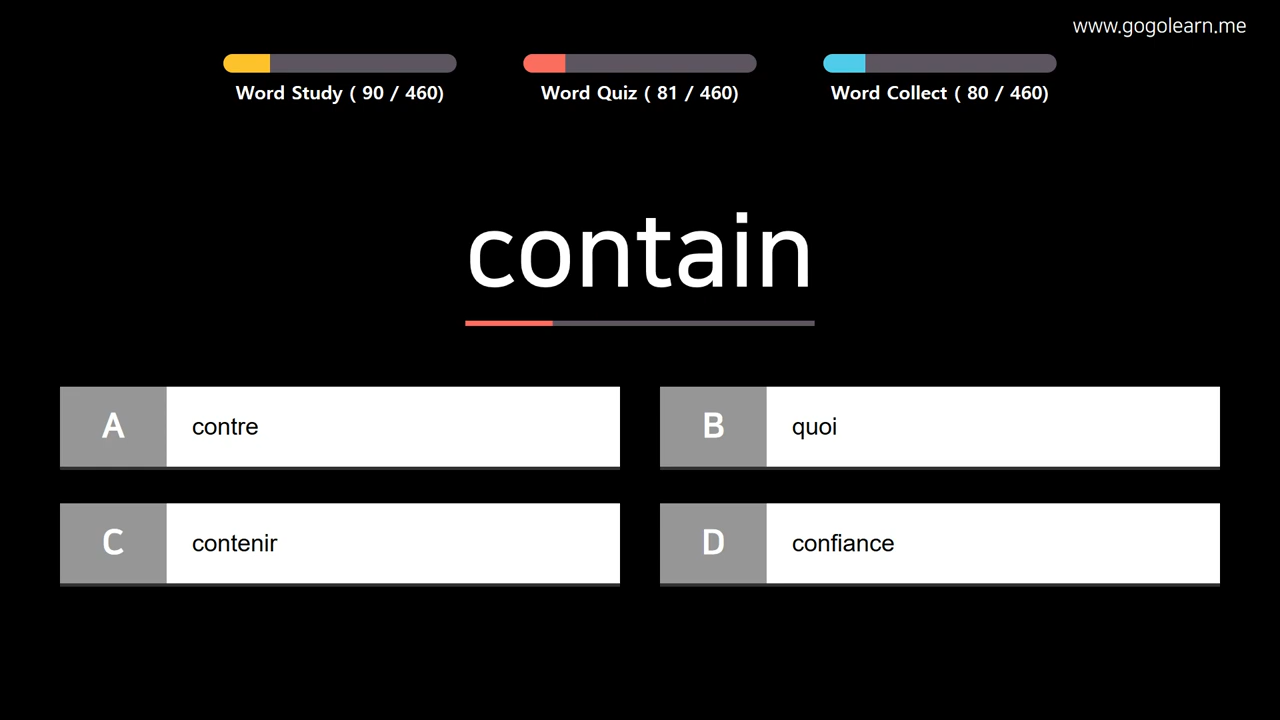 www.gogolearn.me
Word Study ( 90 / 460)
Word Quiz ( 81 / 460)
Word Collect ( 80 / 460)
contain
A contre
B quoi
C contenir
D confiance